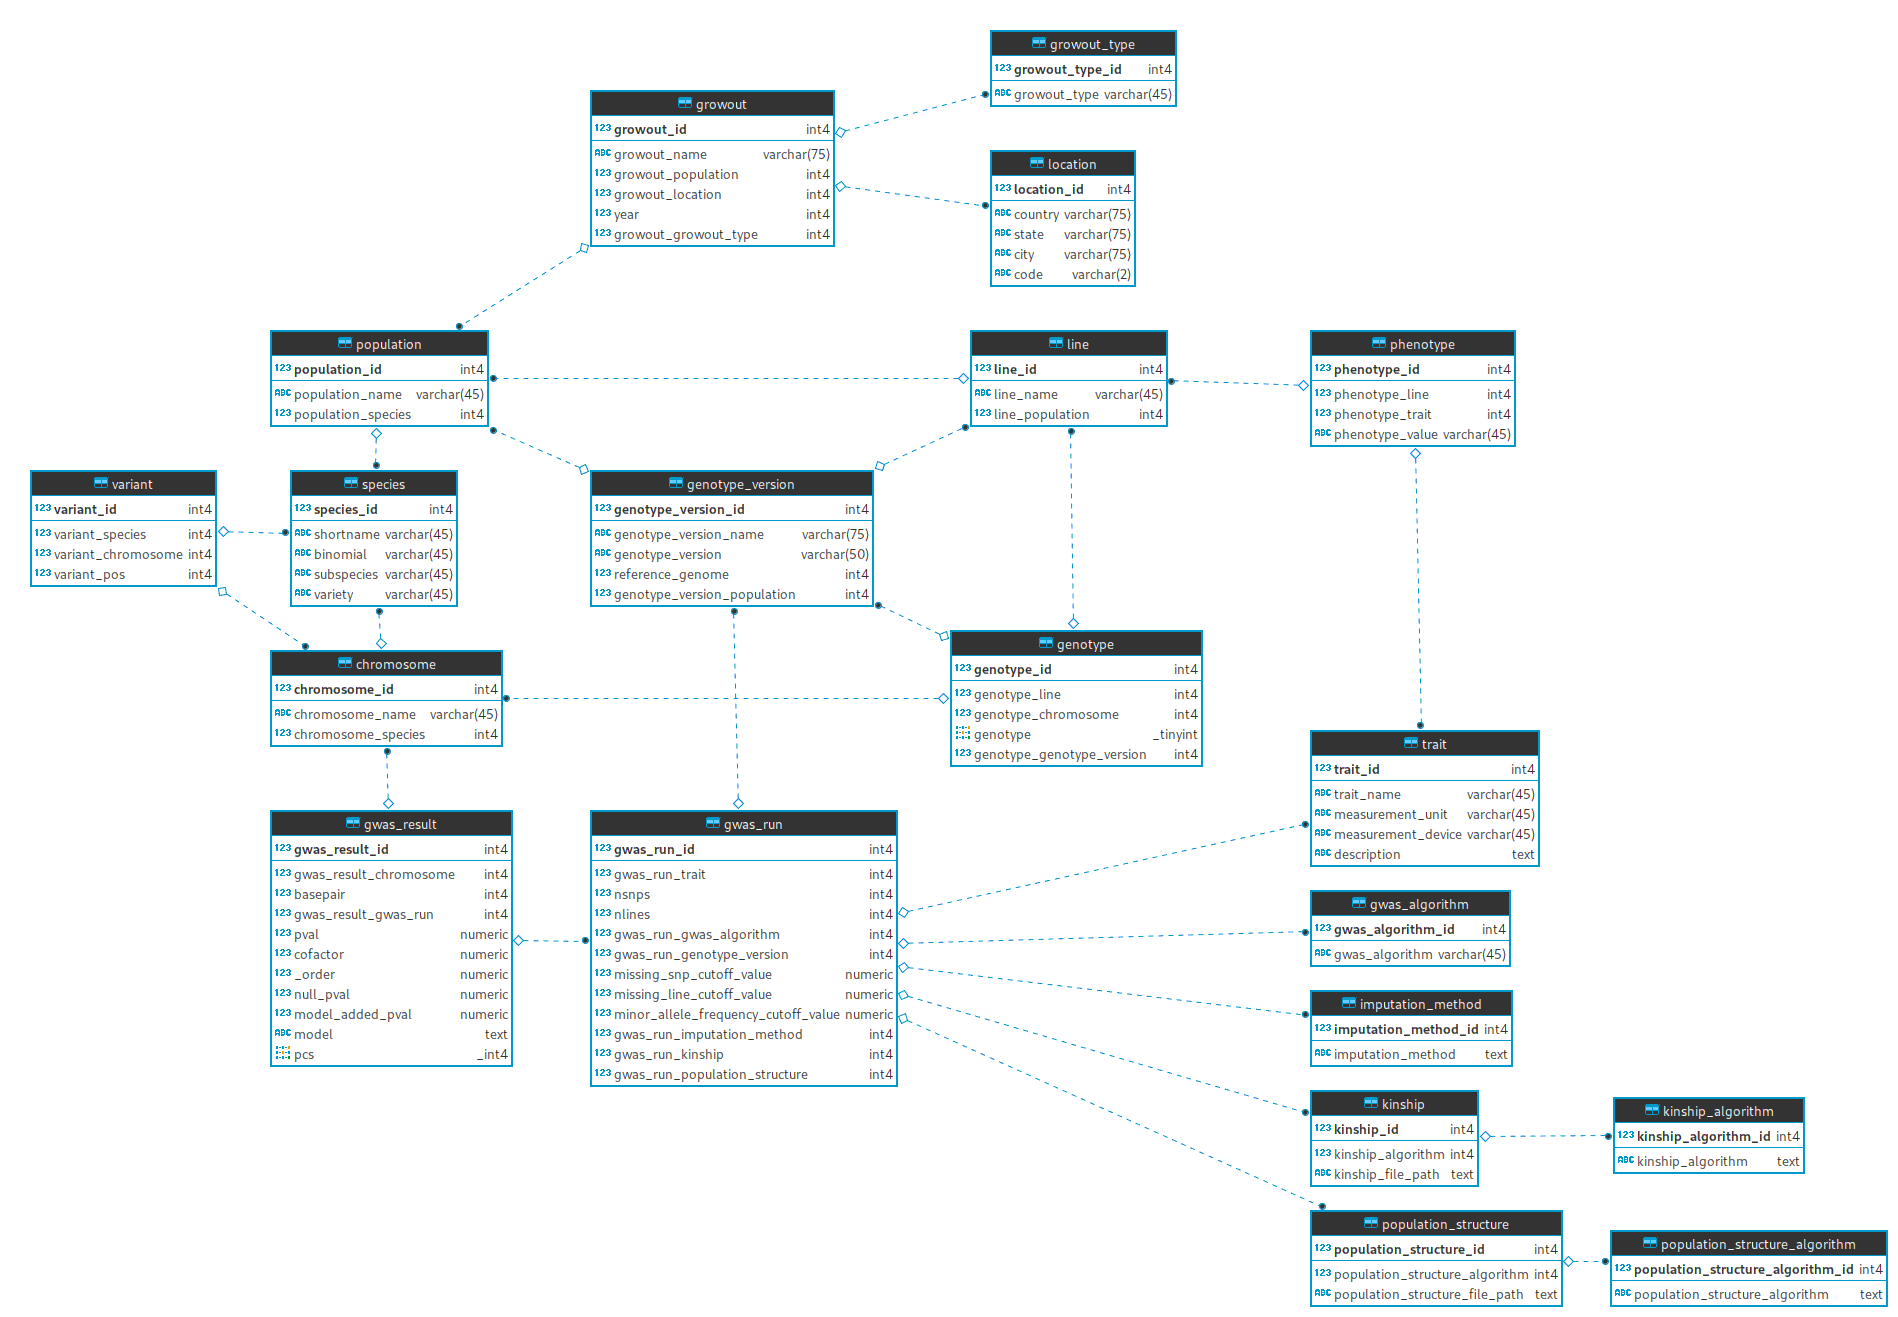 growout_type
123 growout_type_id int4
ABC growout_type varchar(45)
growout
123 growout_id int4
ABC growout_name varchar(75)
123 growout_population int4
123 growout_location int4
123 year int4
123 growout_growout_type int4
location
123 location_id int4
ABC country varchar(75)
ABC state varchar(75)
ABC city varchar(75)
ABC code varchar(2)
population
123 population_id int4
ABC population_name varchar(45)
123 population_species int4
line
123 line_id int4
ABC line_name varchar(45)
123 line_population int4
phenotype
123 phenotype_id int4
123 phenotype_line int4
123 phenotype_trait int4
ABC phenotype_value varchar(45)
variant
123 variant_id int4
123 variant_species int4
123 variant_chromosome int4
123 variant_pos int4
species
123 species_id int4
ABC shortname varchar(45)
ABC binomial varchar(45)
ABC subspecies varchar(45)
ABC variety varchar(45)
genotype_version
123 genotype_version_id int4
ABC genotype_version_name varchar(75)
ABC genotype_version varchar(50)
123 reference_genome int4
123 genotype_version_population int4
chromosome
123 chromosome_id int4
ABC chromosome_name varchar(45)
123 chromosome_species int4
genotype
123 genotype_id int4
123 genotype_line int4
123 genotype_chromosome int4
genotype _tinyint
123 genotype_genotype_version int4
trait
123 trait_id int4
ABC trait_name varchar(45)
ABC measurement_unit varchar(45)
ABC measurement_device varchar(45)
ABC description text
gwas_result
123 gwas_result_id int4
123 gwas_result_chromosome int4
123 basepair int4
123 gwas_result_gwas_run int4
123 pval numeric
123 cofactor numeric
123 _order numeric
123 null_pval numeric
123 model_added_pval numeric
ABC model text
pcs _int4
gwas_run
123 gwas_run_id int4
123 gwas_run_trait int4
123 nsnps int4
123 nlines int4
123 gwas_run_gwas_algorithm int4
123 gwas_run_genotype_version int4
123 missing_snp_cutoff_value numeric
123 missing_line_cutoff_value numeric
123 minor_allele_frequency_cutoff_value numeric
123 gwas_run_imputation_method int4
123 gwas_run_kinship int4
123 gwas_run_population_structure int4
gwas_algorithm
123 gwas_algorithm_id int4
ABC gwas_algorithm varchar(45)
imputation_method
123 imputation_method_id int4
ABC imputation_method text
kinship
123 kinship_id int4
123 kinship_algorithm int4
ABC kinship_file_path text
kinship_algorithm
123 kinship_algorithm_id int4
ABC kinship_algorithm text
population_structure
123 population_structure_id int4
123 population_structure_algorithm int4
ABC population_structure_file_path text
population_structure_algorithm
123 population_structure_algorithm_id int4
ABC population_structure_algorithm text